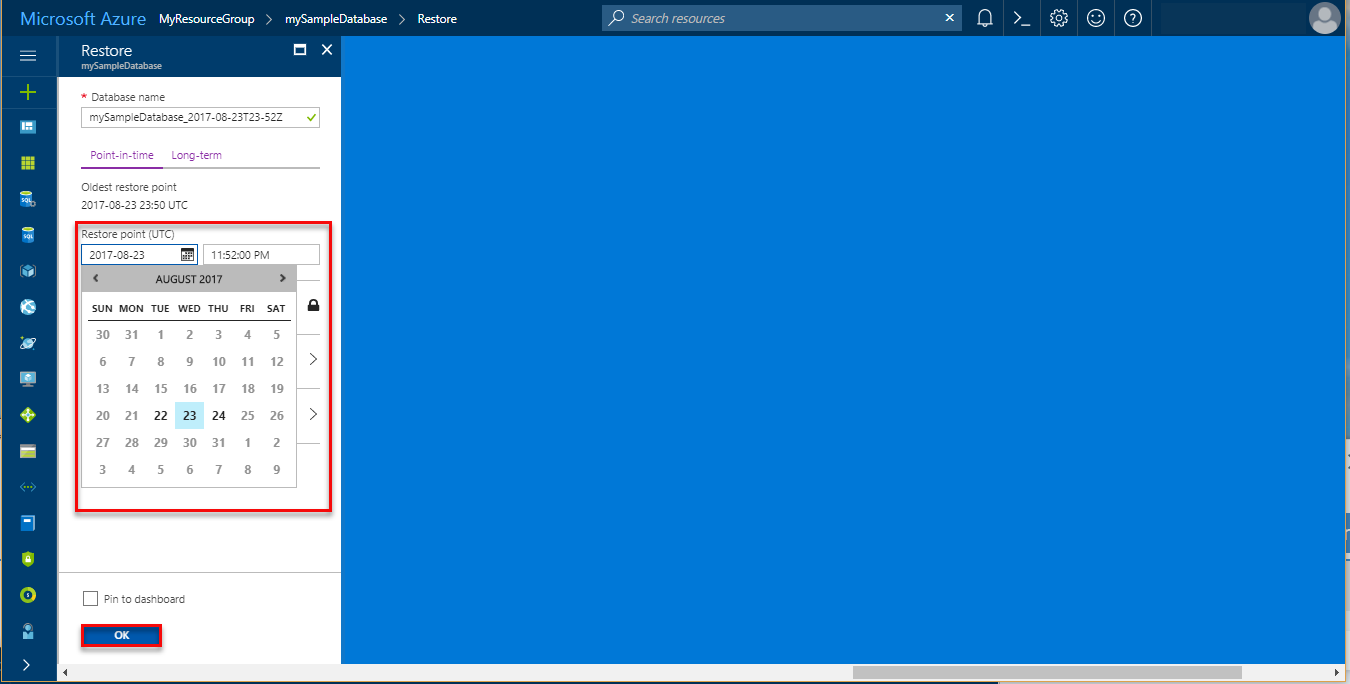 Microsoft Azure MyResourceGroup > mySampleDatabase > Restore Search resources
Restore
mySampleDatabase
* Database name
mySampleDatabase_2017-08-23T23-52Z
Point-in-time Long-term
Oldest restore point
2017-08-23 23:50 UTC
Restore point (UTC)
2017-08-23 11:52:00 PM
AUGUST 2017
SUN MON TUE WED THU FRI SAT
30 31 1 2 3 4 5
6 7 8 9 10 11 12
13 14 15 16 17 18 19
20 21 22 23 24 25 26
27 28 29 30 31 1 2
3 4 5 6 7 8 9
Pin to dashboard
OK